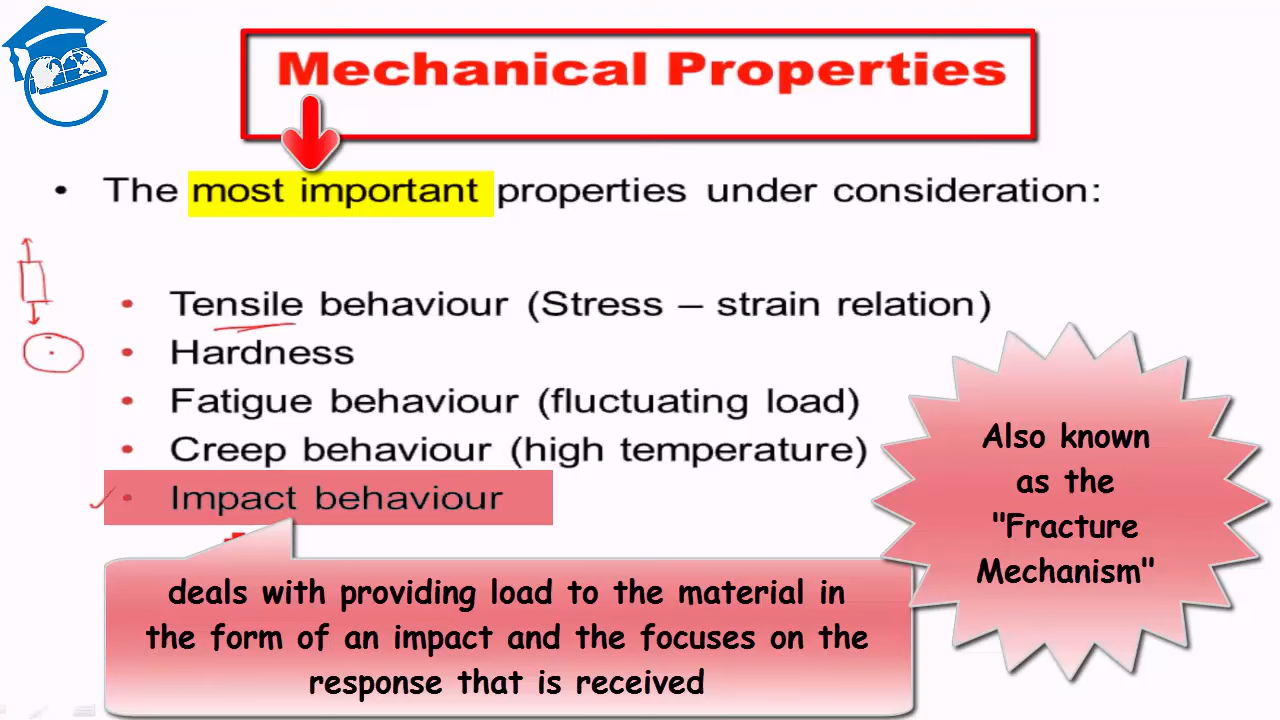 Mechanical Properties
• The most important properties under consideration:
• Tensile behaviour (Stress – strain relation)
• Hardness
• Fatigue behaviour (fluctuating load)
• Creep behaviour (high temperature)
• Impact behaviour
Also known
as the
"Fracture
Mechanism"
deals with providing load to the material in
the form of an impact and the focuses on the
response that is received